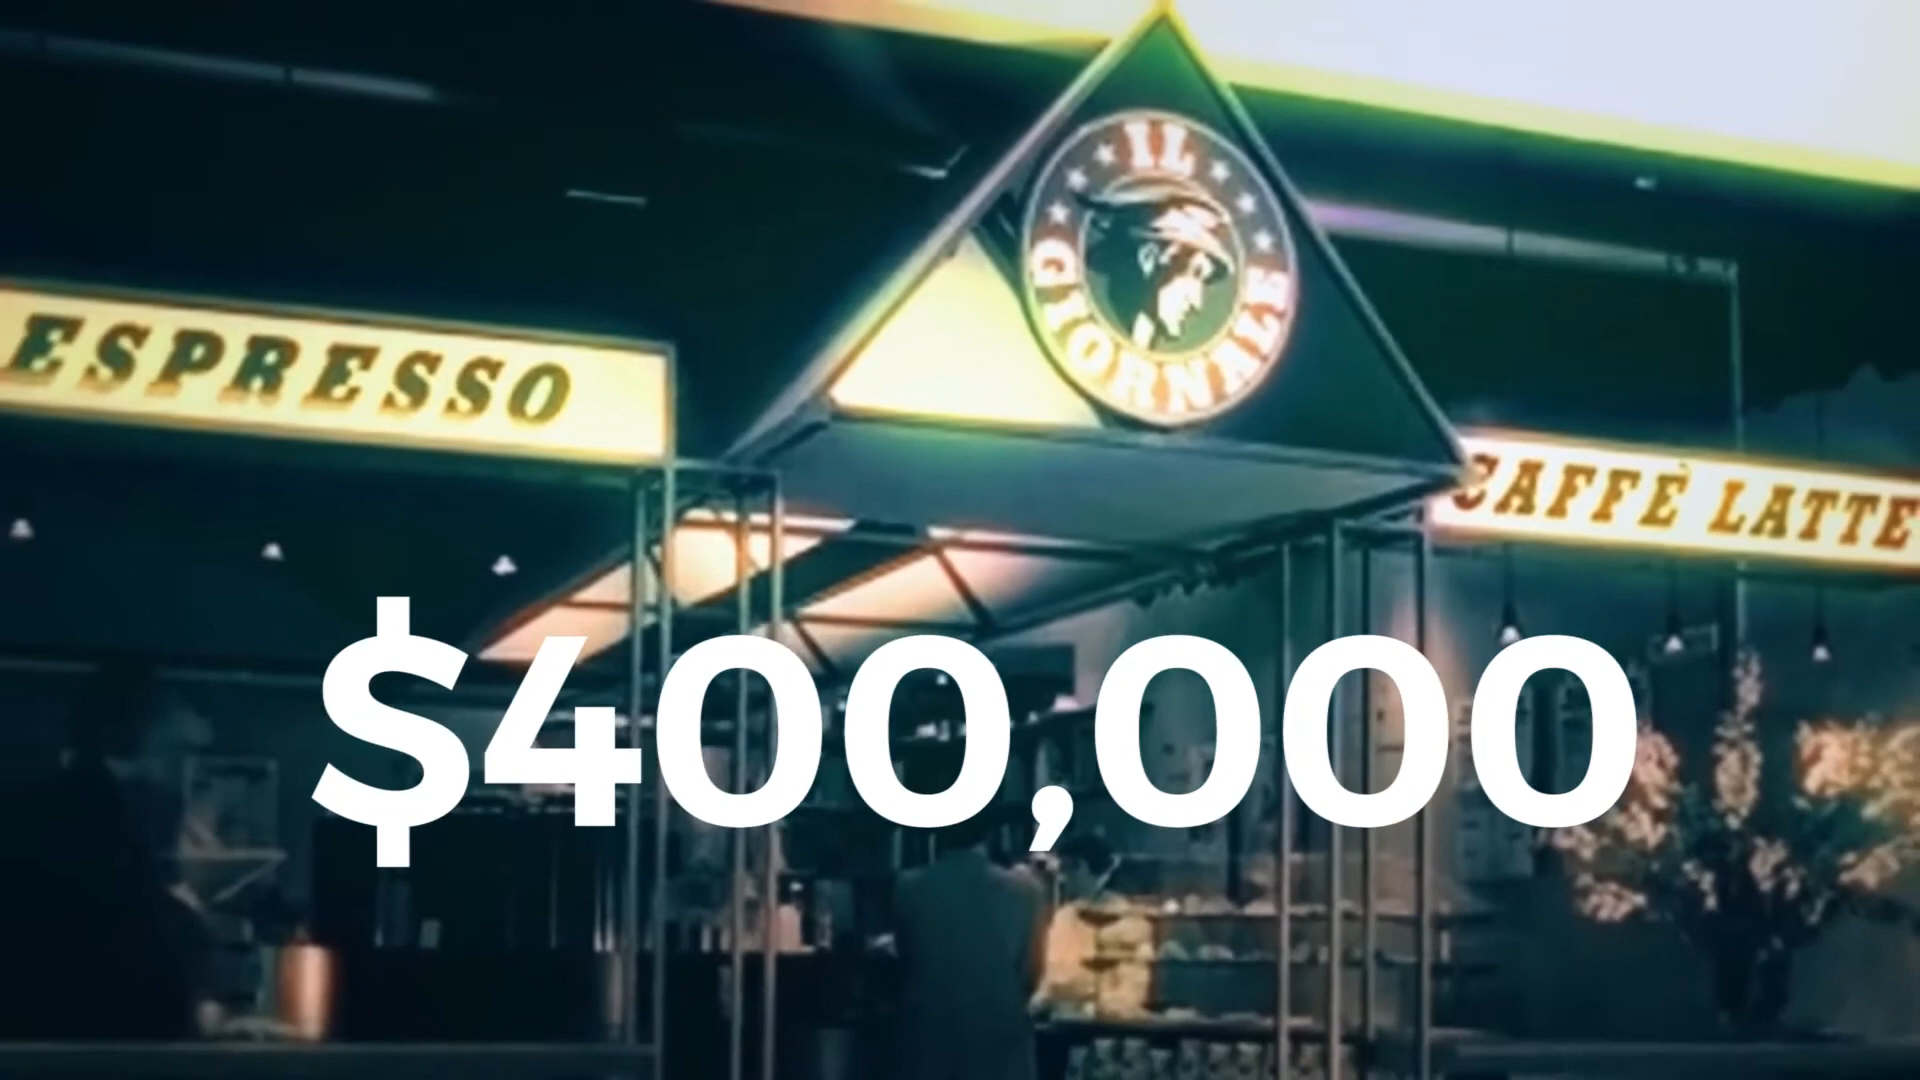 IL
GIORNALE
ESPRESSO
CAFFÈ LATTE
$400,000